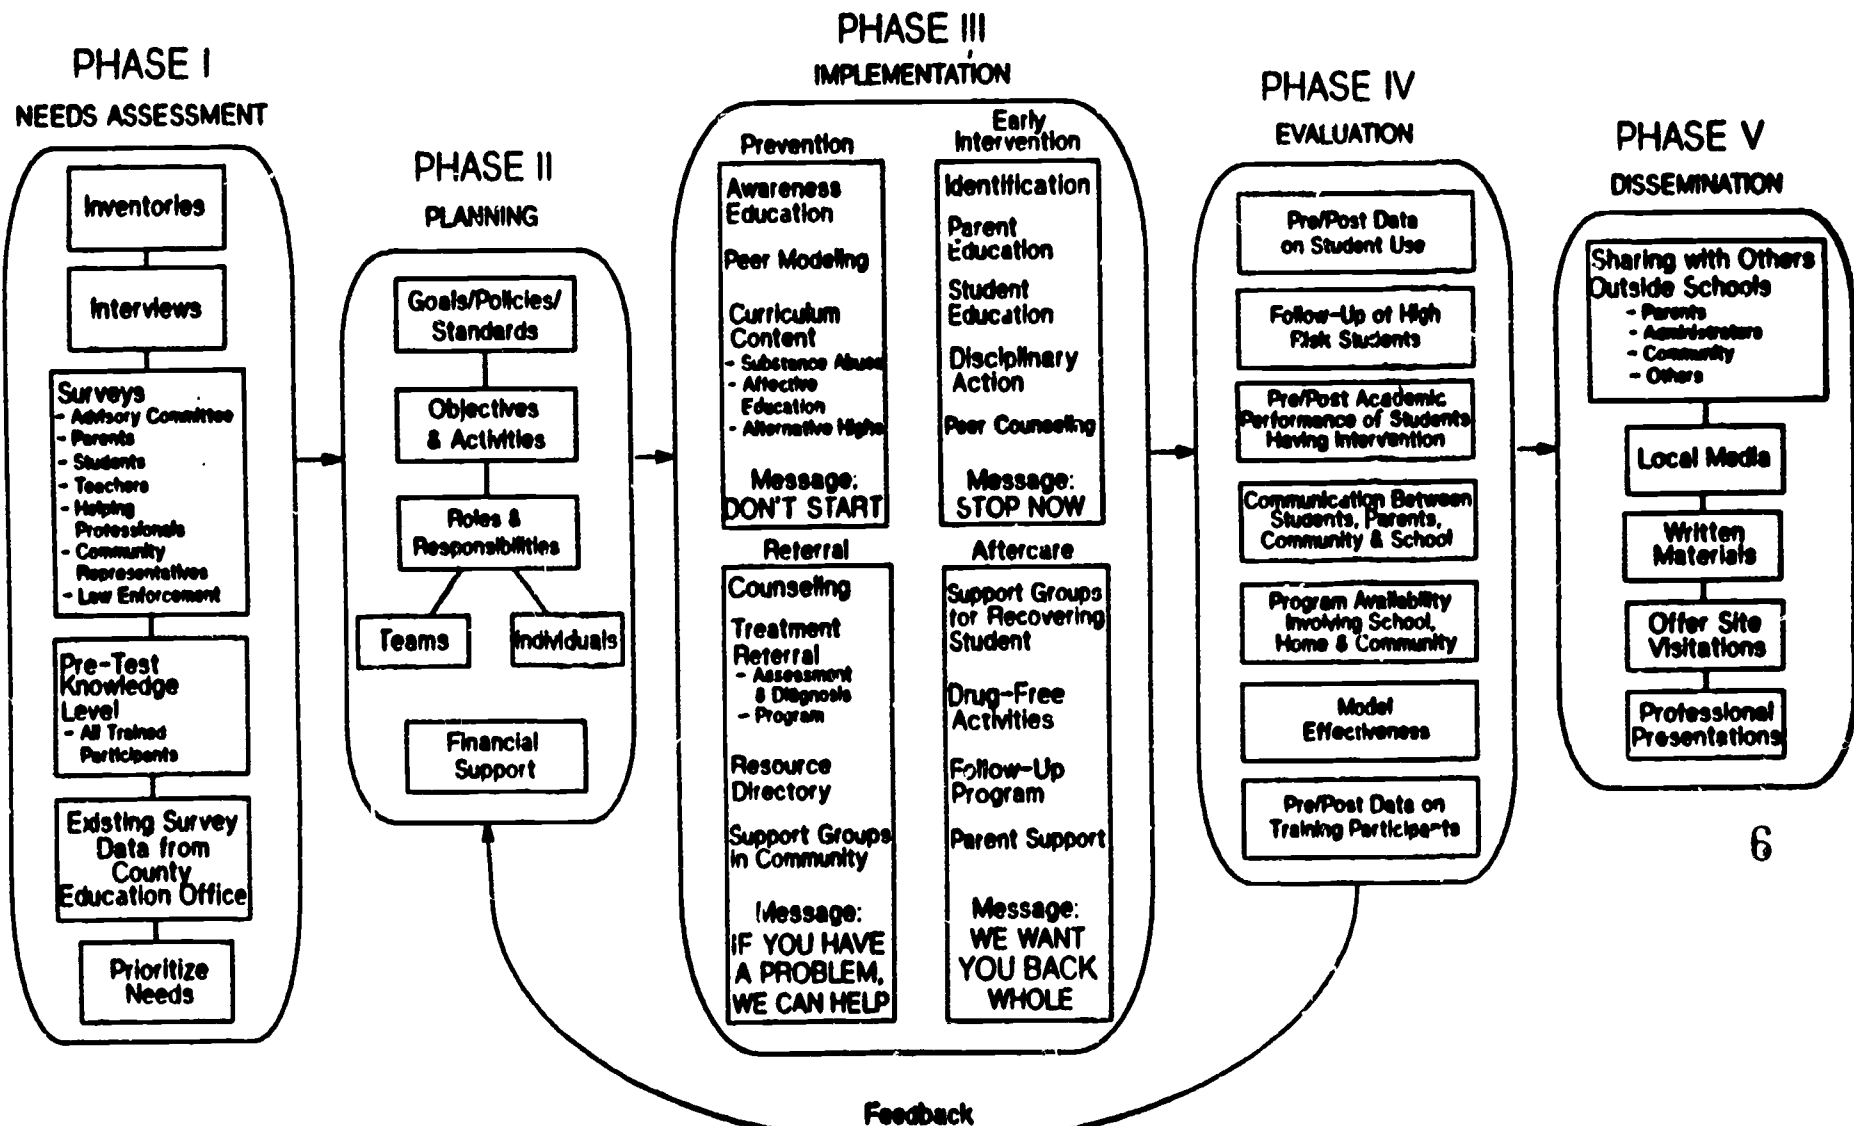 PHASE I
NEEDS ASSESSMENT
Inventories
Interviews
Surveys
- Advisory Committee
- Parents
- Students
- Teachers
- Helping
Professionals
- Community
Representatives
- Law Enforcement
Pre-Test
Knowledge
Level
- All Trained
Participants
Existing Survey
Data from
County
Education Office
Prioritize
Needs
PHASE II
PLANNING
Goals/Policies/
Standards
Objectives
& Activities
Roles &
Responsibilities
Teams
Individuals
Financial
Support
PHASE III
IMPLEMENTATION
Prevention
Awareness
Education
Peer Modeling
Curriculum
Content
- Substance Abuse
- Affective
Education
- Alternative Highs
Message:
DON'T START
Early
Intervention
Identification
Parent
Education
Student
Education
Disciplinary
Action
Peer Counseling
Message:
STOP NOW
Referral
Counseling
Treatment
Referral
- Assessment
& Diagnosis
- Program
Resource
Directory
Support Groups
in Community
Message:
IF YOU HAVE
A PROBLEM,
WE CAN HELP
Aftercare
Support Groups
for Recovering
Student
Drug-Free
Activities
Follow-Up
Program
Parent Support
Message:
WE WANT
YOU BACK
WHOLE
PHASE IV
EVALUATION
Pre/Post Data
on Student Use
Follow-Up of High
Risk Students
Pre/Post Academic
Performance of Students
Having Intervention
Communication Between
Students, Parents,
Community & School
Program Availability
Involving School,
Home & Community
Model
Effectiveness
Pre/Post Data on
Training Participants
PHASE V
DISSEMINATION
Sharing with Others
Outside Schools
- Parents
- Administrators
- Community
- Others
Local Media
Written
Materials
Offer Site
Visitations
Professional
Presentations
6
Feedback